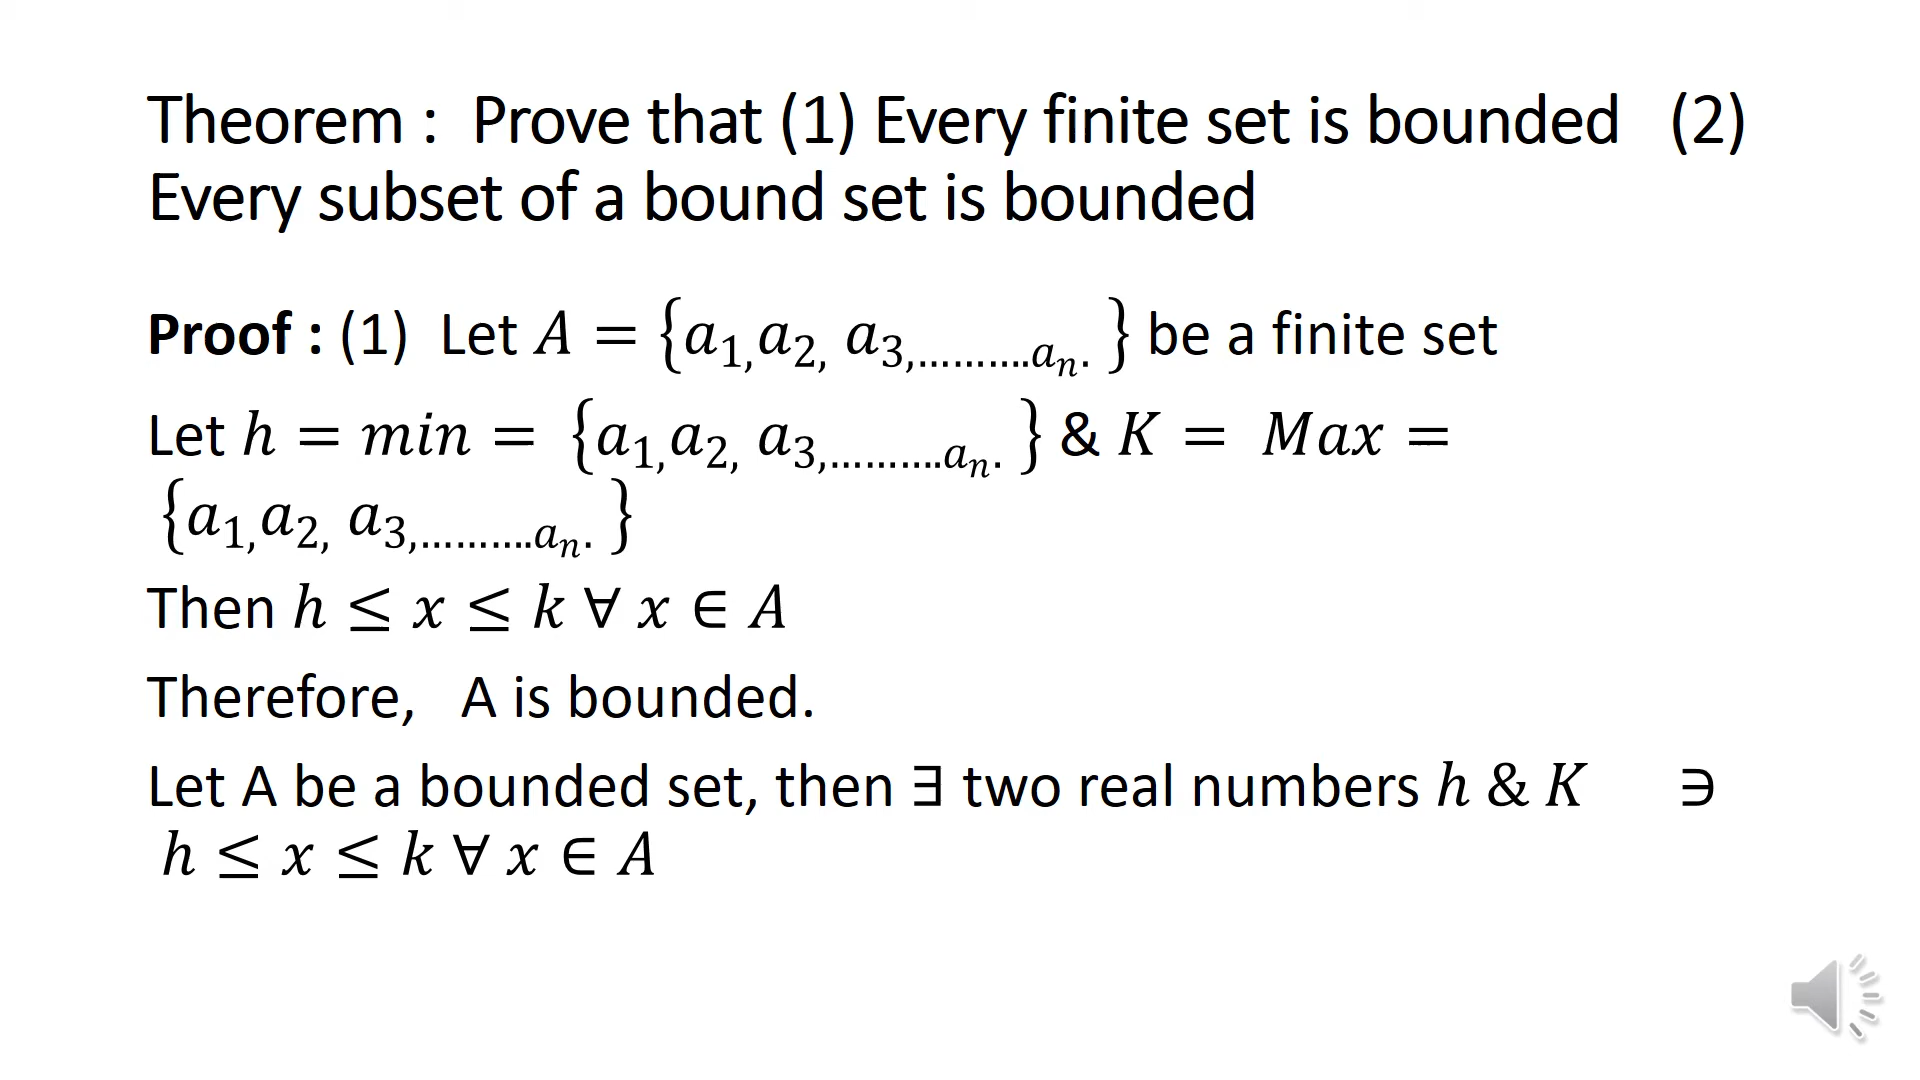 Theorem :  Prove that (1) Every finite set is bounded   (2)
Every subset of a bound set is bounded
Proof : (1)  Let 𝐴 = {𝑎₁,𝑎₂, 𝑎₃,……….𝑎ₙ. } be a finite set
Let ℎ = 𝑚𝑖𝑛 =  {𝑎₁,𝑎₂, 𝑎₃,……….𝑎ₙ. } & 𝐾 =  𝑀𝑎𝑥 =
{𝑎₁,𝑎₂, 𝑎₃,……….𝑎ₙ. }
Then ℎ ≤ 𝑥 ≤ 𝑘 ∀ 𝑥 ∈ 𝐴
Therefore,   A is bounded.
Let A be a bounded set, then ∃ two real numbers ℎ & 𝐾      ∋
ℎ ≤ 𝑥 ≤ 𝑘 ∀ 𝑥 ∈ 𝐴